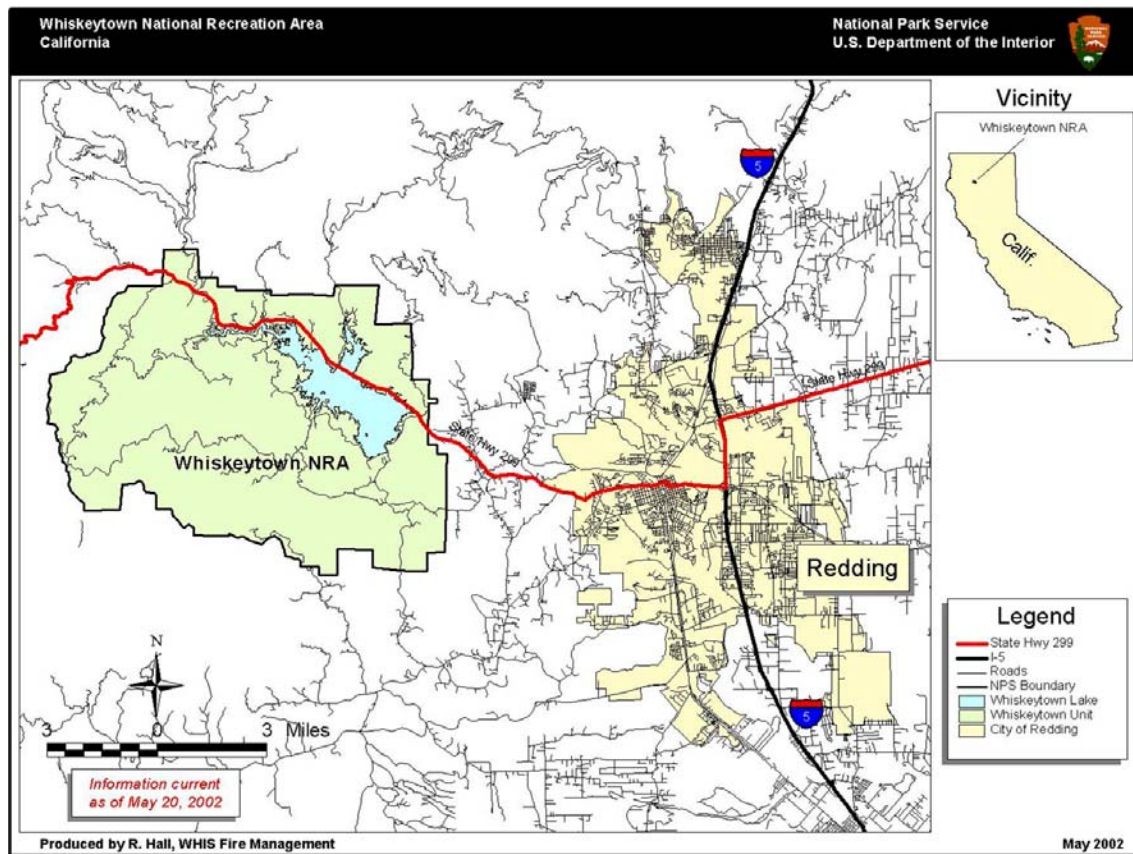 Whiskeytown National Recreation Area
California
National Park Service
U.S. Department of the Interior
Vicinity
Whiskeytown NRA
Calif.
5
State Hwy 299
State Hwy 299
Whiskeytown NRA
Redding
5
N
3 0 3 Miles
Information current
as of May 20, 2002
Legend
State Hwy 299
I-5
Roads
NPS Boundary
Whiskeytown Lake
Whiskeytown Unit
City of Redding
Produced by R. Hall, WHIS Fire Management
May 2002